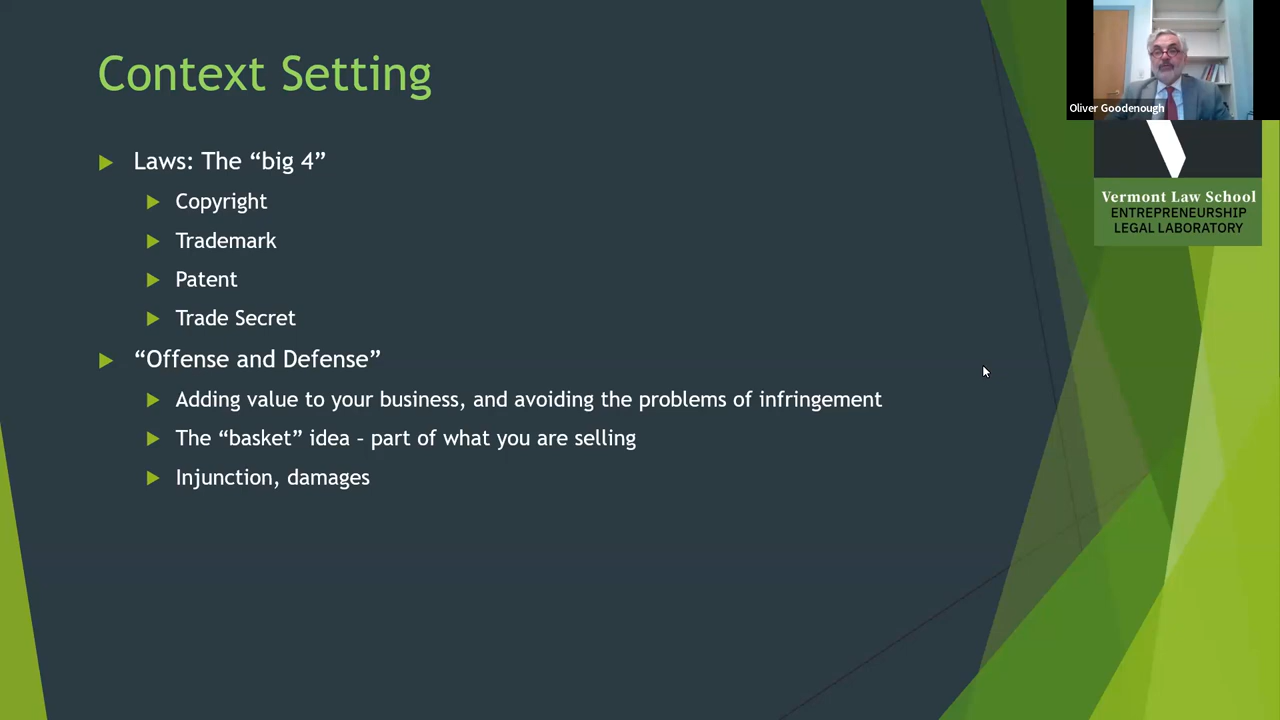 Context Setting
Laws: The “big 4”
Copyright
Trademark
Patent
Trade Secret
“Offense and Defense”
Adding value to your business, and avoiding the problems of infringement
The “basket” idea – part of what you are selling
Injunction, damages
Oliver Goodenough
Vermont Law School
ENTREPRENEURSHIP
LEGAL LABORATORY